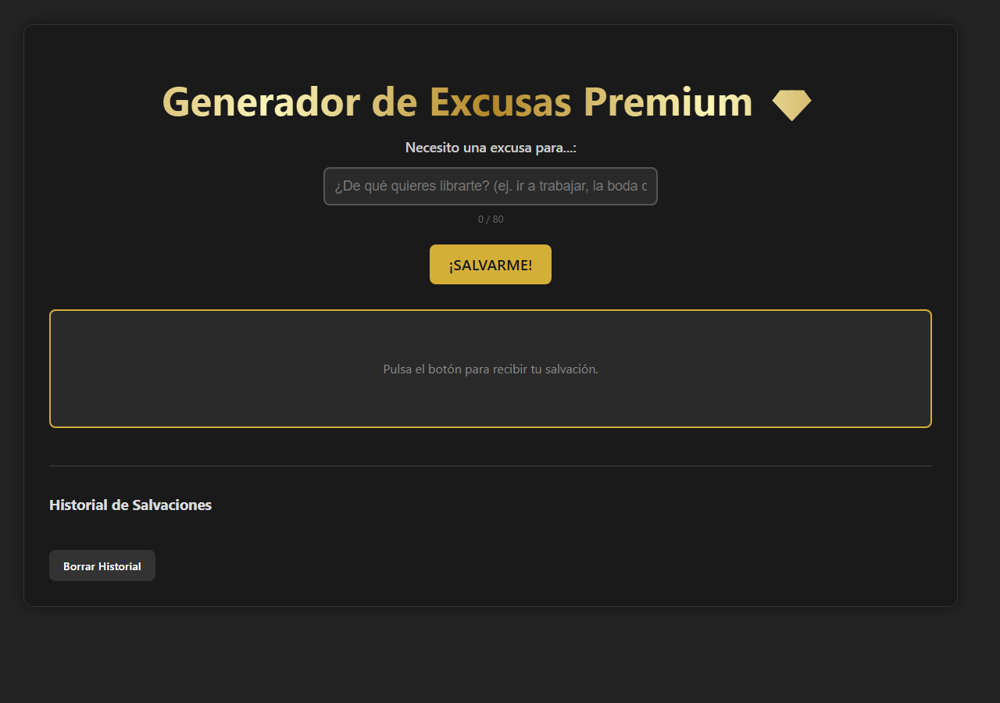 Generador de Excusas Premium
Necesito una excusa para...:
¿De qué quieres librarte? (ej. ir a trabajar, la boda
0 / 80
¡SALVARME!
Pulsa el botón para recibir tu salvación.
Historial de Salvaciones
Borrar Historial